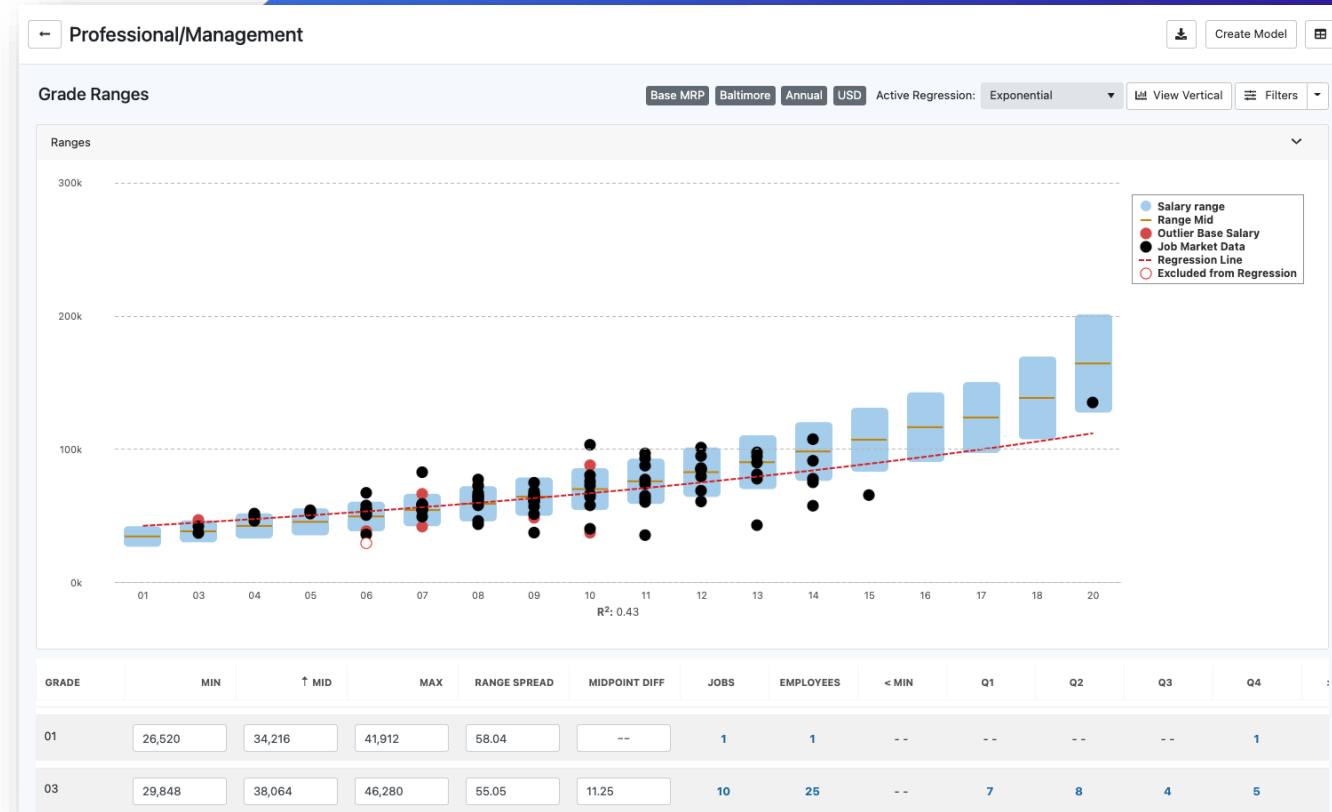 ← Professional/Management
Create Model
Grade Ranges
Base MRP Baltimore Annual USD Active Regression: Exponential View Vertical Filters
Ranges
300k
200k
100k
0k
Salary range
Range Mid
Outlier Base Salary
Job Market Data
Regression Line
Excluded from Regression
01 03 04 05 06 07 08 09 10 11 12 13 14 15 16 17 18 20
R²: 0.43
GRADE MIN ↑ MID MAX RANGE SPREAD MIDPOINT DIFF JOBS EMPLOYEES < MIN Q1 Q2 Q3 Q4
01 26,520 34,216 41,912 58.04 -- 1 1 -- -- -- -- 1
03 29,848 38,064 46,280 55.05 11.25 10 25 -- 7 8 4 5